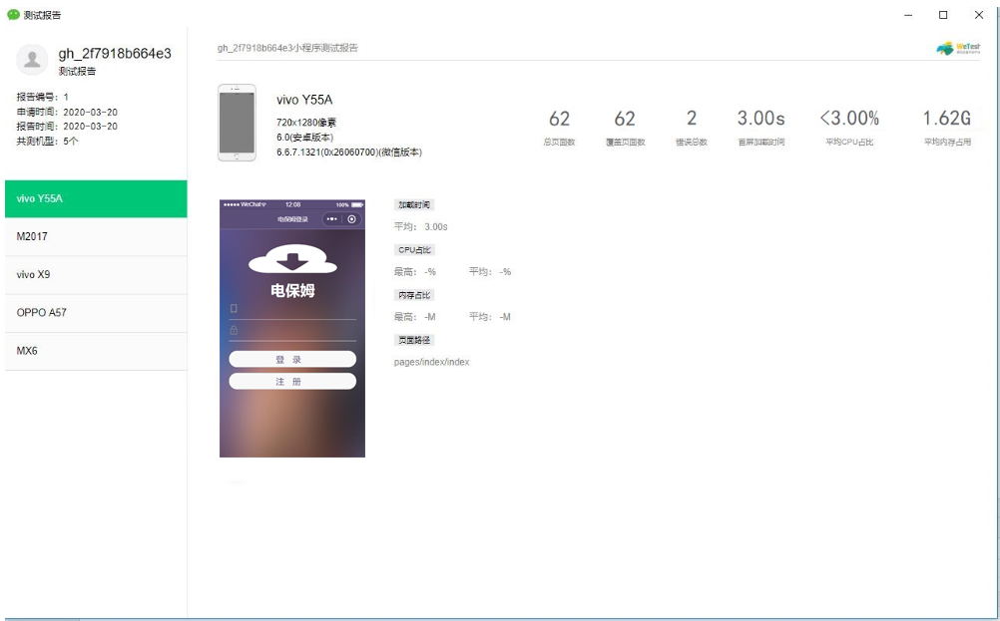 测试报告
gh_2f7918b664e3
测试报告
报告编号：1
申请时间：2020-03-20
报告时间：2020-03-20
共测机型：5个
vivo Y55A
M2017
vivo X9
OPPO A57
MX6
gh_2f7918b664e3小程序测试报告
WeTest
vivo Y55A
720x1280像素
6.0(安卓版本)
6.6.7.1321(0x26060700)(微信版本)
62 62 2 3.00s <3.00% 1.62G
总页面数 覆盖页面数 错误总数 首屏加载时间 平均CPU占比 平均内存占用
WeChat 12:08 100%
电保姆登录
电保姆
登 录
注 册
加载时间
平均： 3.00s
CPU占比
最高： -% 平均： -%
内存占比
最高： -M 平均： -M
页面路径
pages/index/index